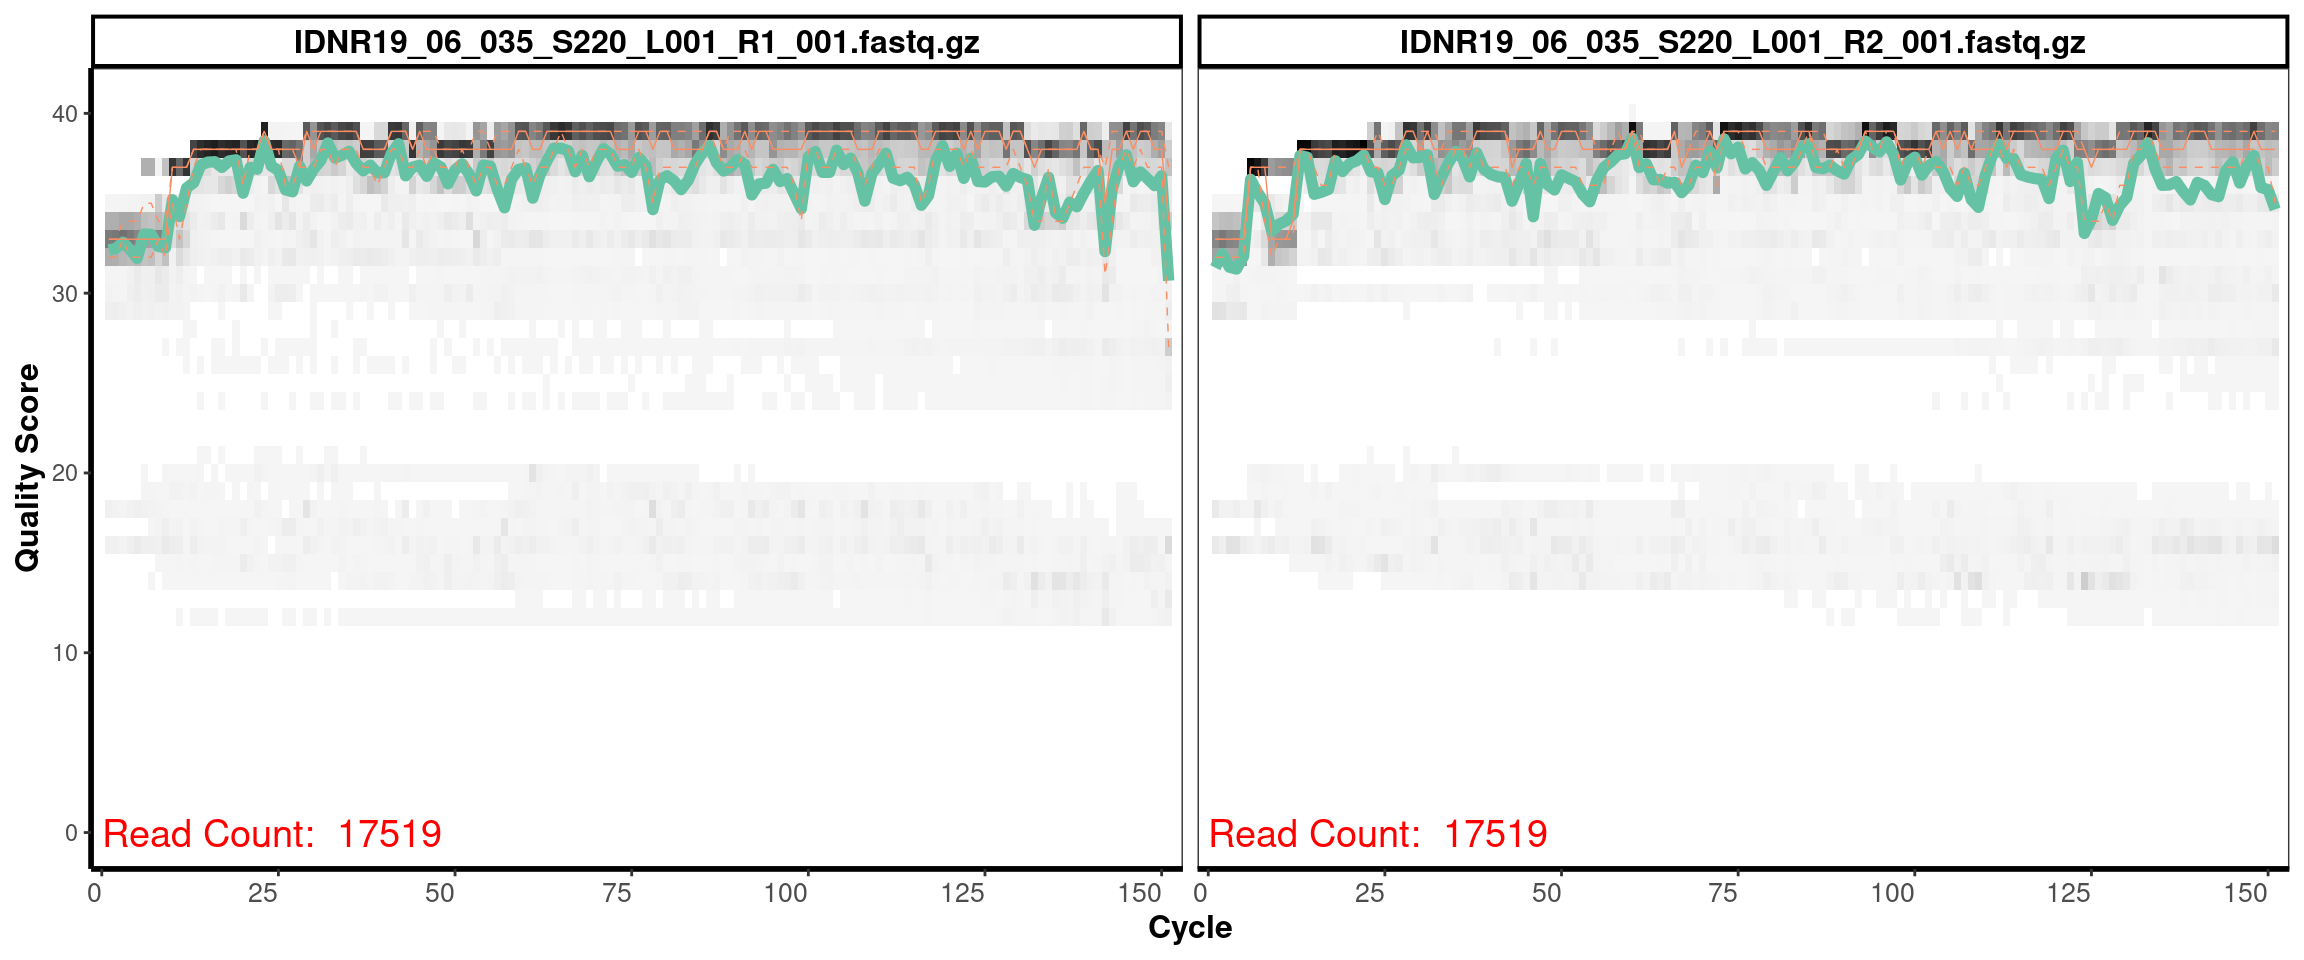 IDNR19_06_035_S220_L001_R1_001.fastq.gz
IDNR19_06_035_S220_L001_R2_001.fastq.gz
Quality Score
40
30
20
10
0
Read Count: 17519
Read Count: 17519
0 25 50 75 100 125 150
0 25 50 75 100 125 150
Cycle